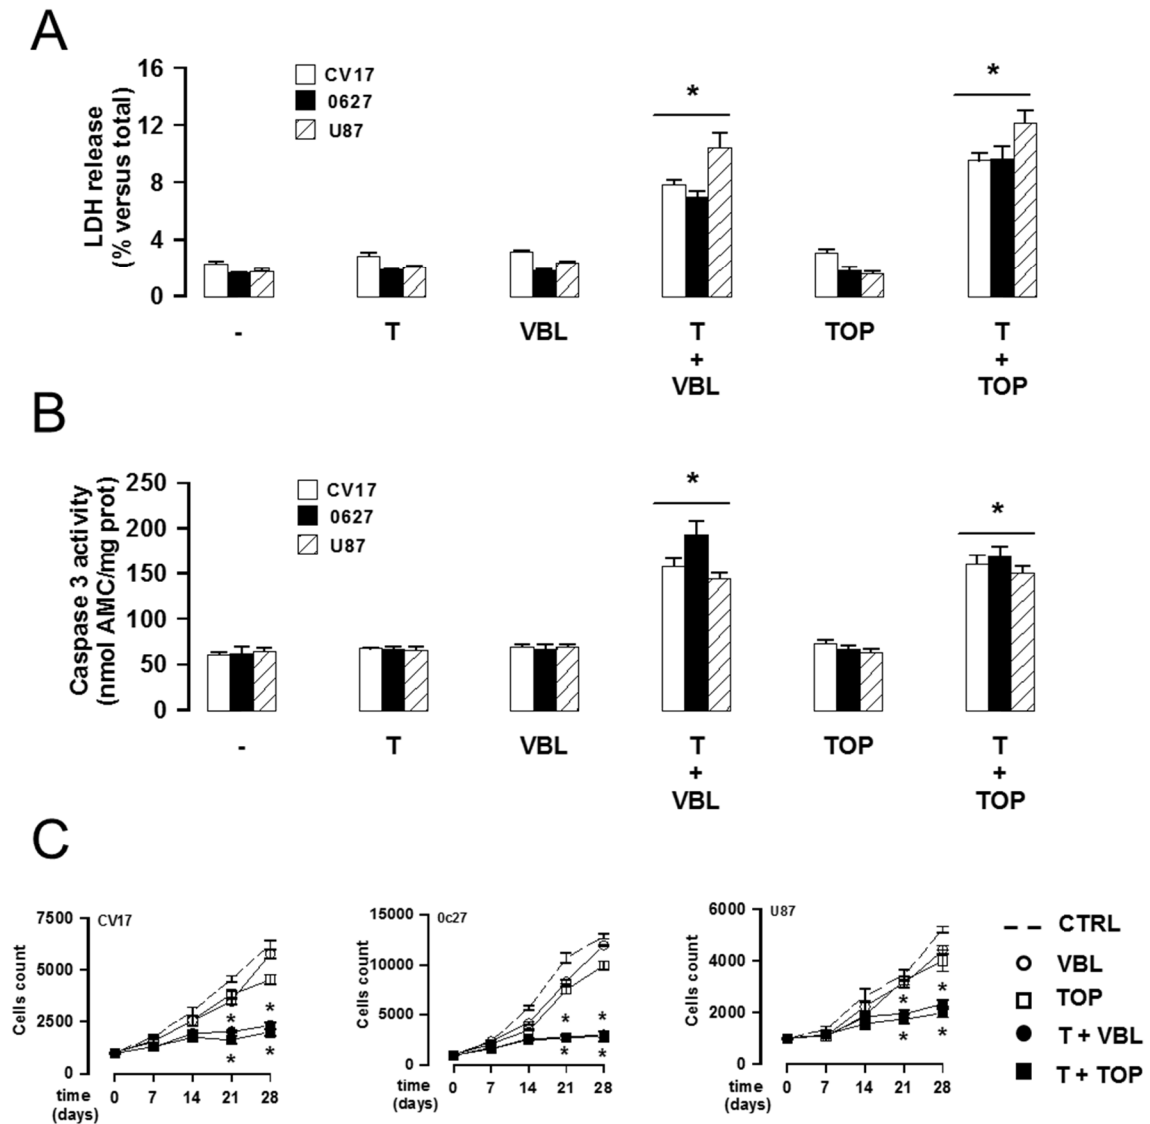 A
LDH release
(% versus total)
16
12
8
4
0
CV17
0627
U87
*
*
- T VBL T TOP T
+ +
VBL TOP
B
Caspase 3 activity
(nmol AMC/mg prot)
250
200
150
100
50
0
CV17
0627
U87
*
*
- T VBL T TOP T
+ +
VBL TOP
C
Cells count
7500
5000
2500
0
CV17
*
*
*
*
time
(days)
0 7 14 21 28
Cells count
15000
10000
5000
0
0c27
*
*
*
*
time
(days)
0 7 14 21 28
Cells count
6000
4000
2000
0
U87
*
*
*
*
time
(days)
0 7 14 21 28
CTRL
VBL
TOP
T + VBL
T + TOP